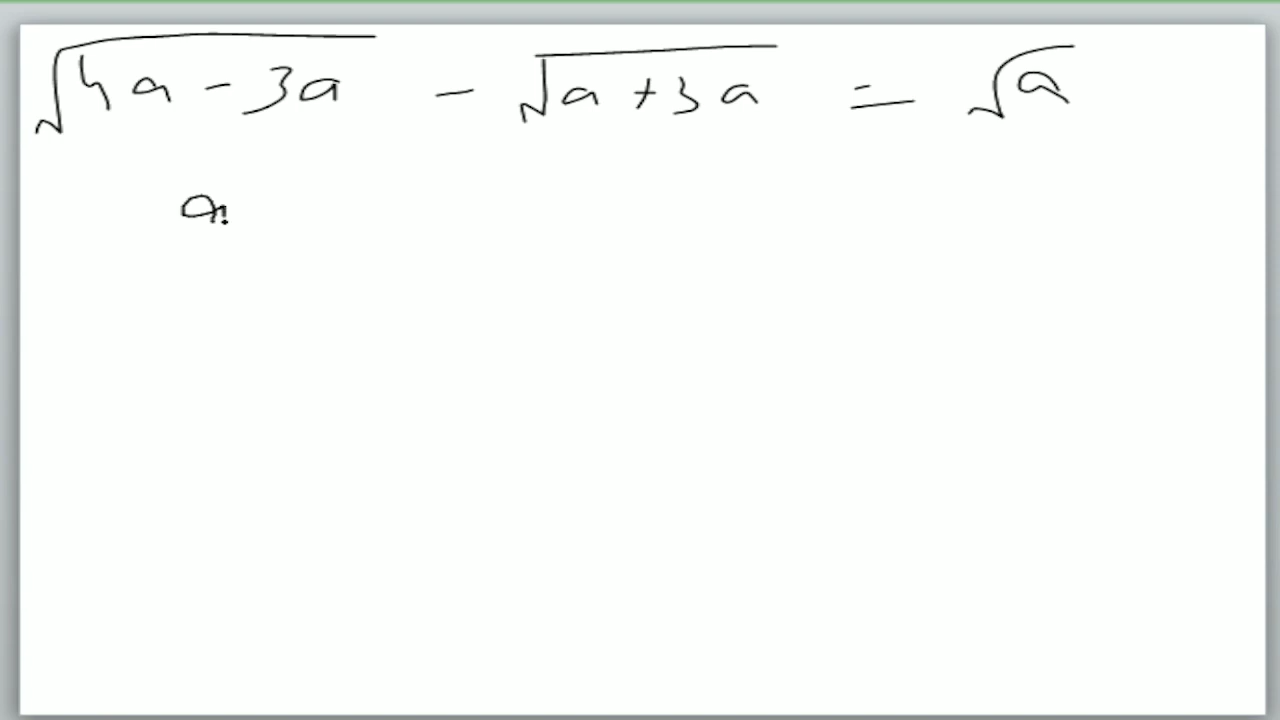 √4a - 3a - √a + 3a = √a
a